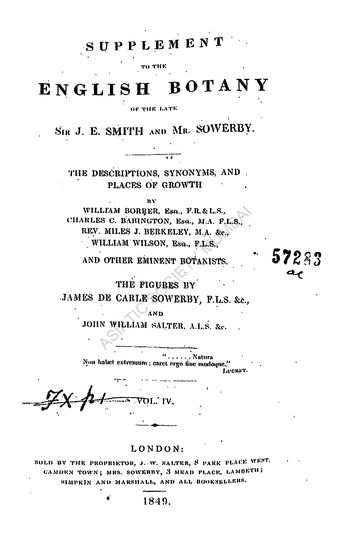 SUPPLEMENT
TO THE
ENGLISH BOTANY
OF THE LATE
SIR J. E. SMITH AND MR. SOWERBY.
THE DESCRIPTIONS, SYNONYMS, AND
PLACES OF GROWTH
BY
WILLIAM BORRER, Esq., F.R. & L.S.,
CHARLES C. BABINGTON, Esq., M.A. F.L.S.,
REV. MILES J. BERKELEY, M.A. &c.,
WILLIAM WILSON, Esq., F.L.S.,
AND OTHER EMINENT BOTANISTS.
57283
THE FIGURES BY
JAMES DE CARLE SOWERBY, F.L.S. &c.,
AND
JOHN WILLIAM SALTER, A.L.S. &c.
"...... Natura
Non habet extremum; caret ergo fine modoque."
LUCRET.
VOL. IV.
LONDON:
SOLD BY THE PROPRIETOR, J. W. SALTER, 8 PARK PLACE WEST,
CAMDEN TOWN; MRS. SOWERBY, 3 MEAD PLACE, LAMBETH;
SIMPKIN AND MARSHALL, AND ALL BOOKSELLERS.
1849.
ASIATIC SOCIETY OF MUMBAI